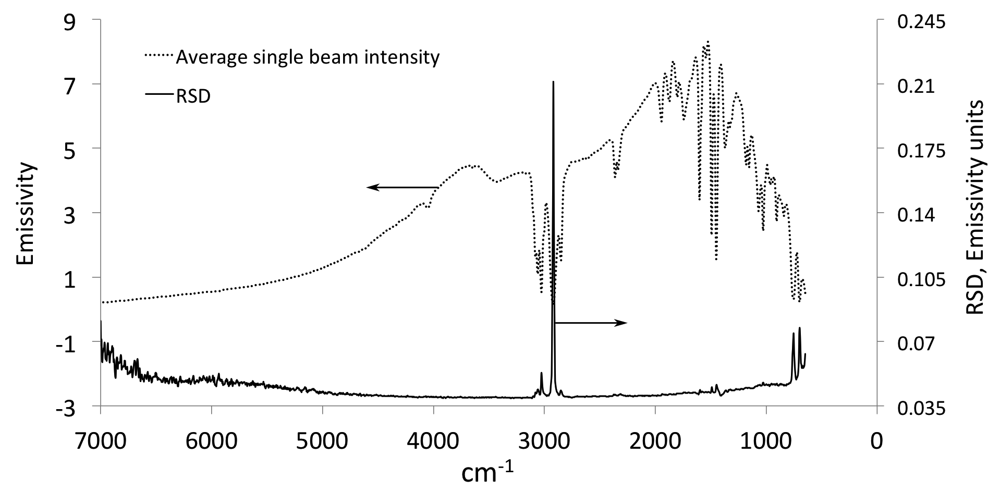 9
7
5
3
1
-1
-3
Emissivity
Average single beam intensity
RSD
0.245
0.21
0.175
0.14
0.105
0.07
0.035
RSD, Emissivity units
7000 6000 5000 4000 3000 2000 1000 0
cm-1